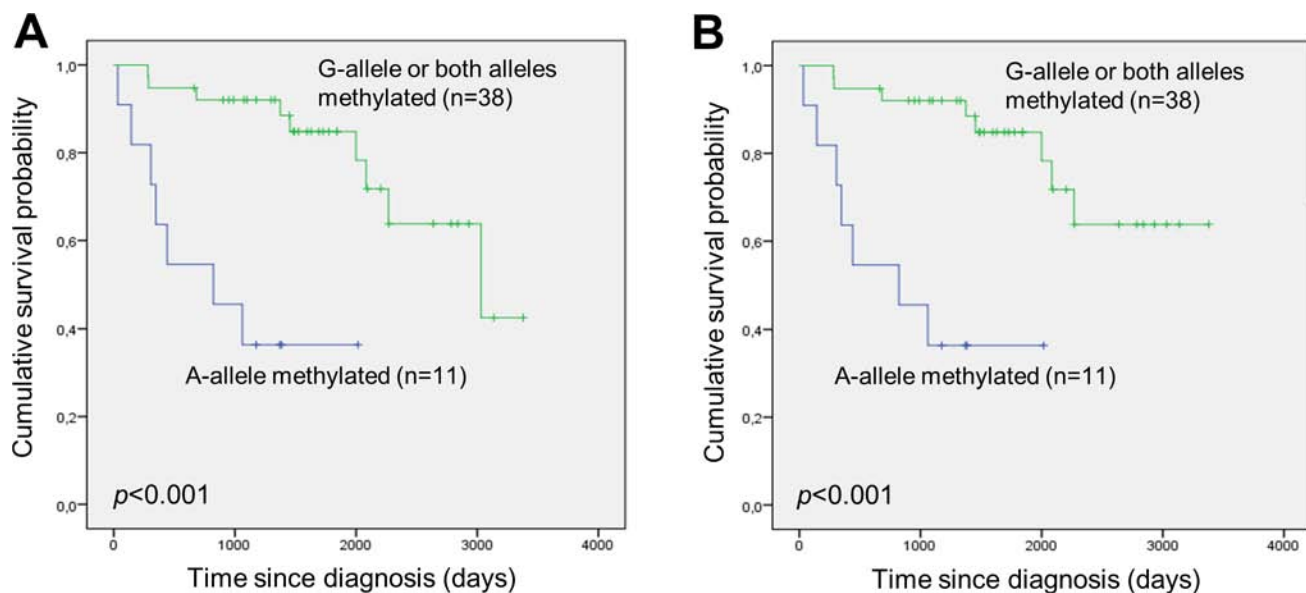 A
Cumulative survival probability
1,0
0,8
0,6
0,4
0,2
0,0
G-allele or both alleles
methylated (n=38)
A-allele methylated (n=11)
p<0.001
0
1000
2000
3000
4000
Time since diagnosis (days)
B
Cumulative survival probability
1,0
0,8
0,6
0,4
0,2
0,0
G-allele or both alleles
methylated (n=38)
A-allele methylated (n=11)
p<0.001
0
1000
2000
3000
4000
Time since diagnosis (days)